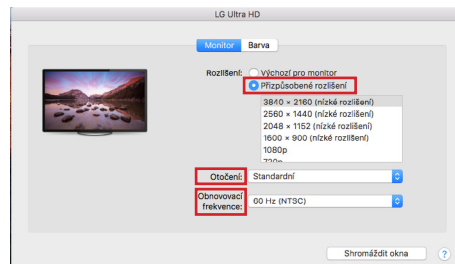 LG Ultra HD
Monitor Barva
Rozlišení: Výchozí pro monitor
Přizpůsobené rozlišení
3840 × 2160 (nízké rozlišení)
2560 × 1440 (nízké rozlišení)
2048 × 1152 (nízké rozlišení)
1600 × 900 (nízké rozlišení)
1080p
720p
Otočení: Standardní
Obnovovací
frekvence: 60 Hz (NTSC)
Shromáždit okna ?